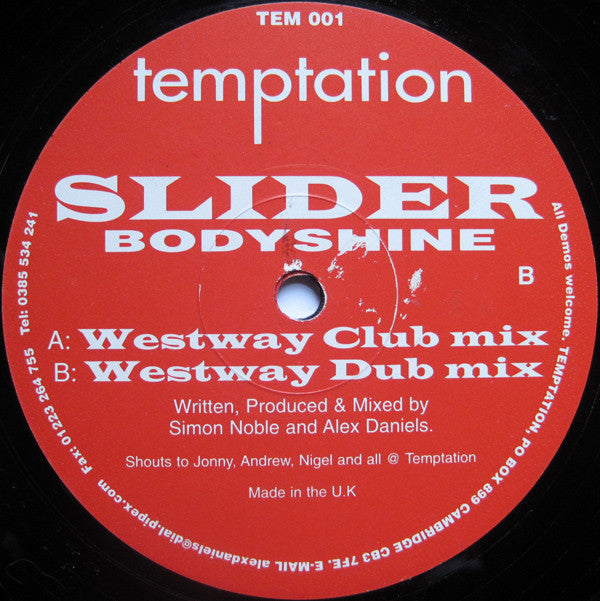 TEM 001
temptation
SLIDER
BODYSHINE
B
A: Westway Club mix
B: Westway Dub mix
Written, Produced & Mixed by
Simon Noble and Alex Daniels.
Shouts to Jonny, Andrew, Nigel and all @ Temptation
Made in the U.K
All Demos welcome. TEMPTATION, PO BOX 899 CAMBRIDGE CB3 7FE. E-MAIL alexdaniels@dial-pipex.com Fax: 01223 264 755 Tel: 0385 534 241